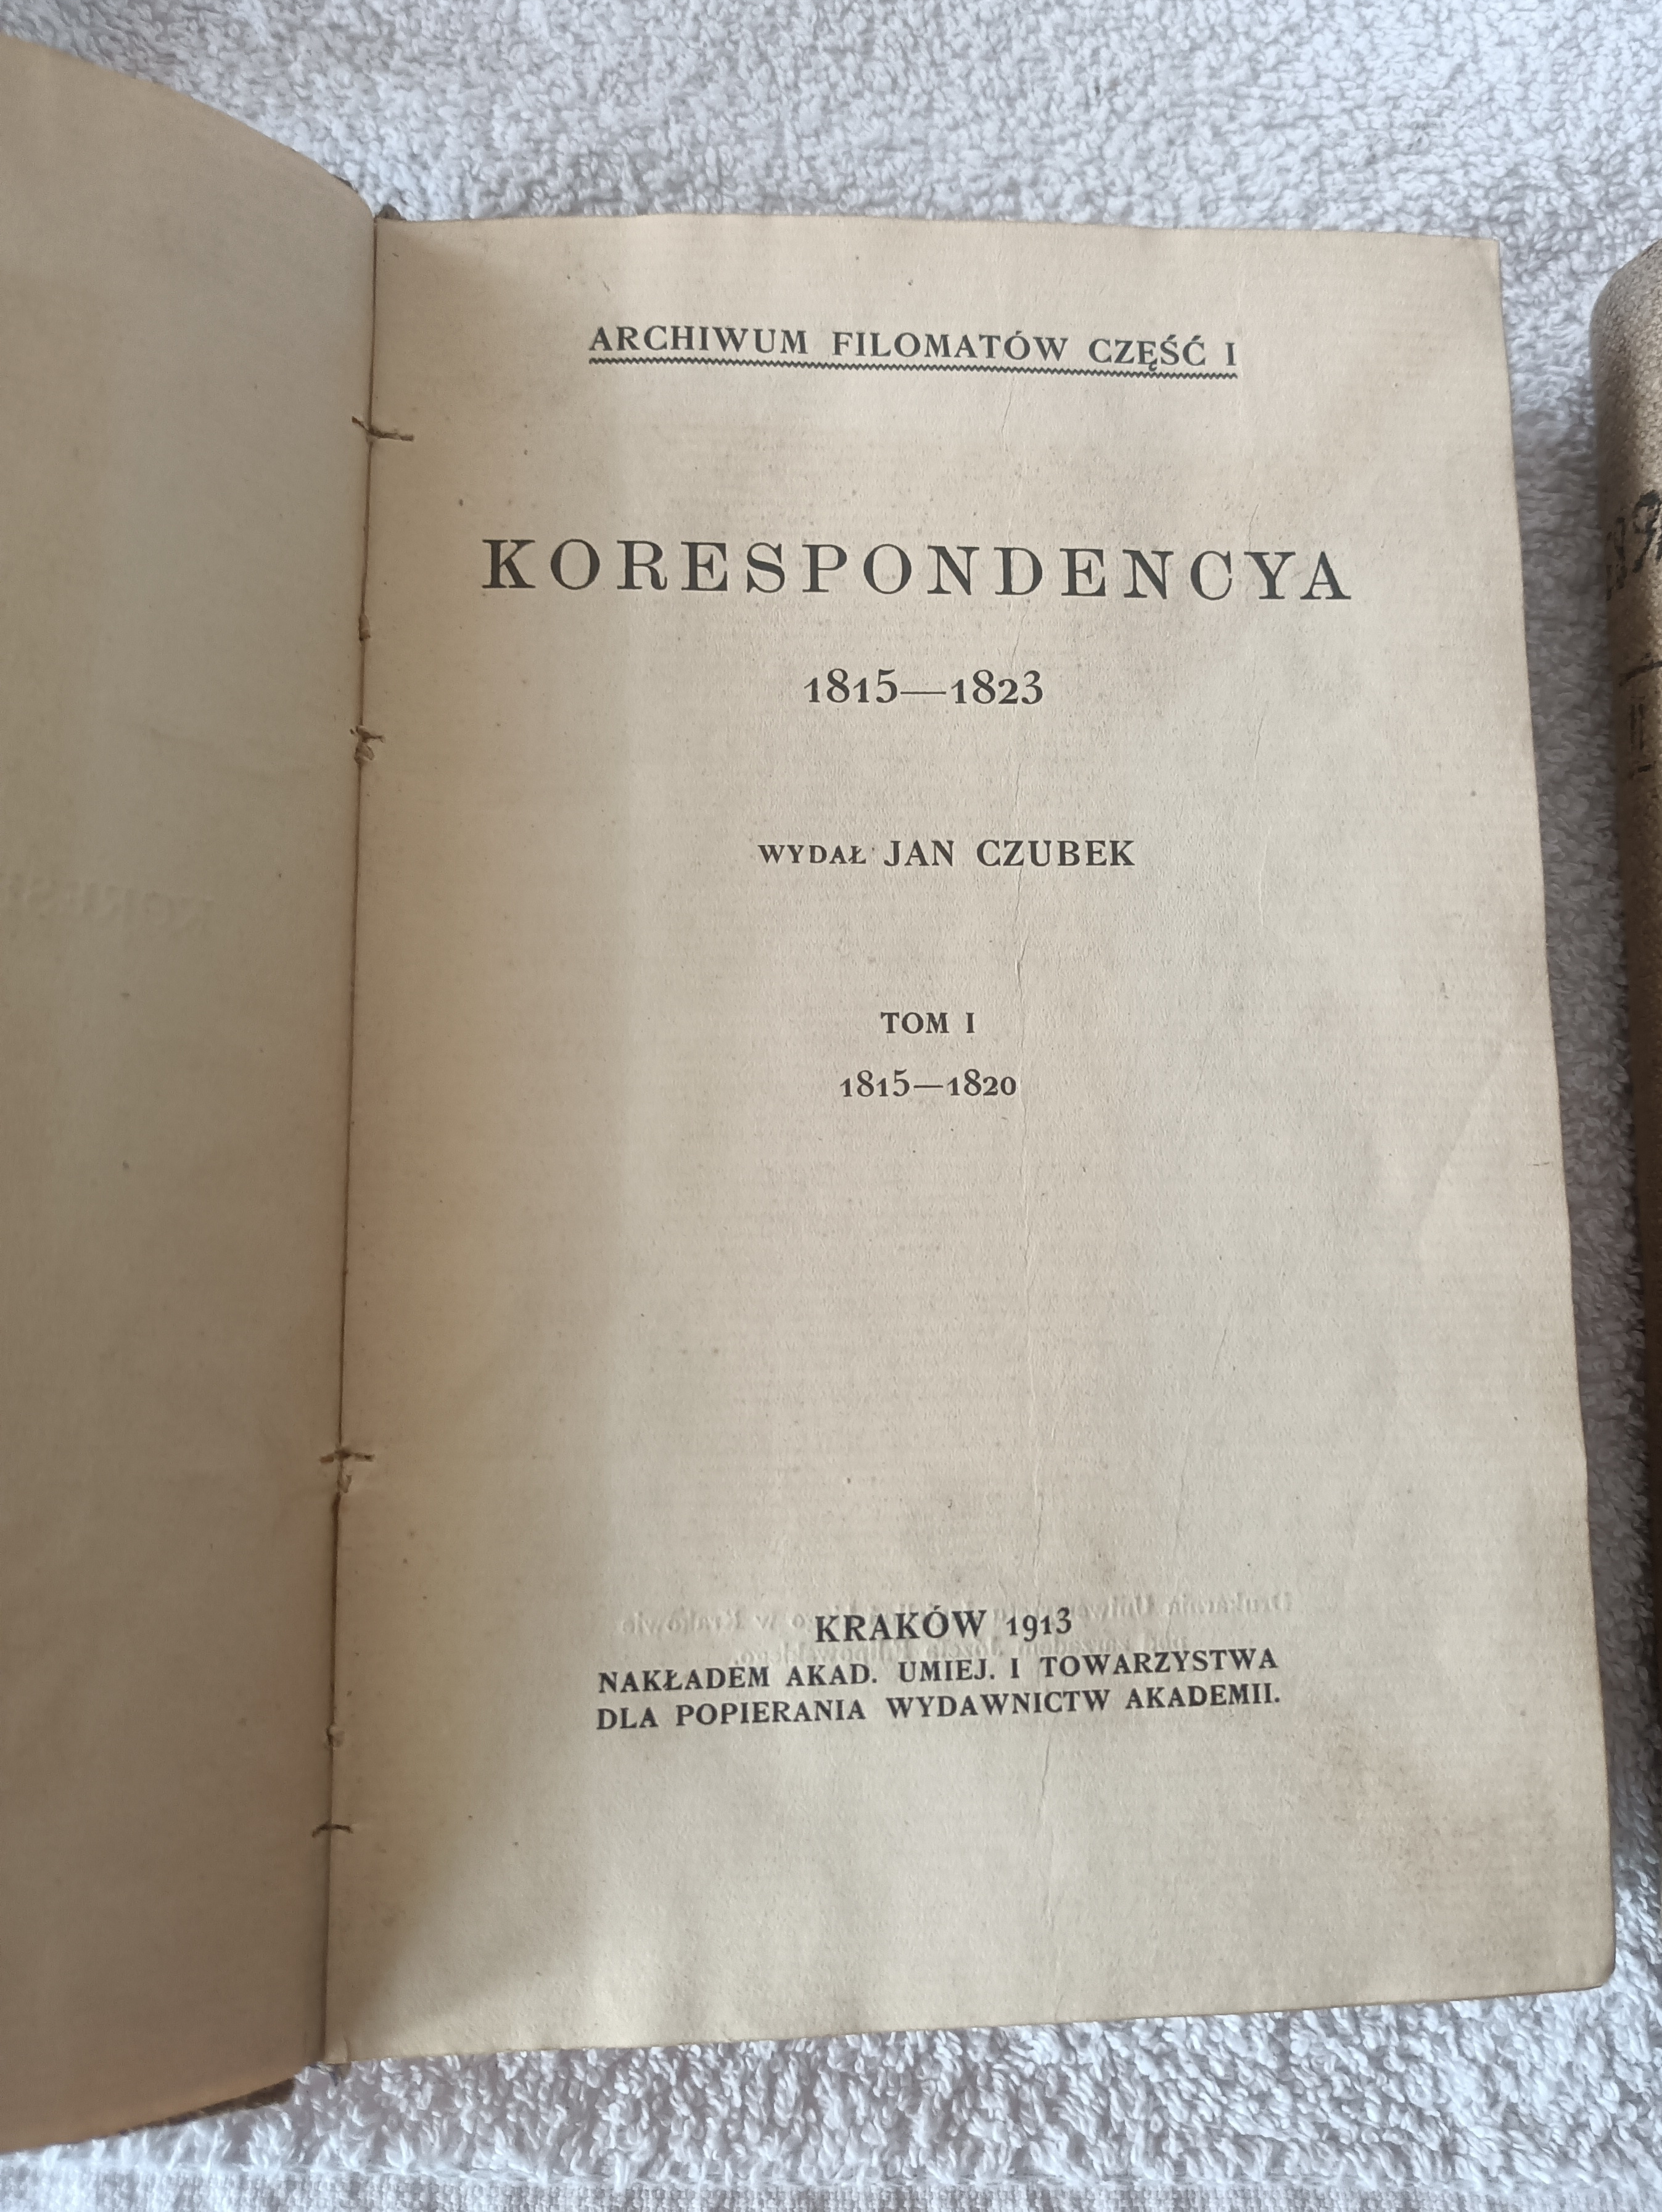 ARCHIWUM FILOMATÓW CZĘŚĆ I
KORESPONDENCYA
1815—1823
WYDAŁ JAN CZUBEK
TOM I
1815—1820
KRAKÓW 1913
NAKŁADEM AKAD. UMIEJ. I TOWARZYSTWA
DLA POPIERANIA WYDAWNICTW AKADEMII.